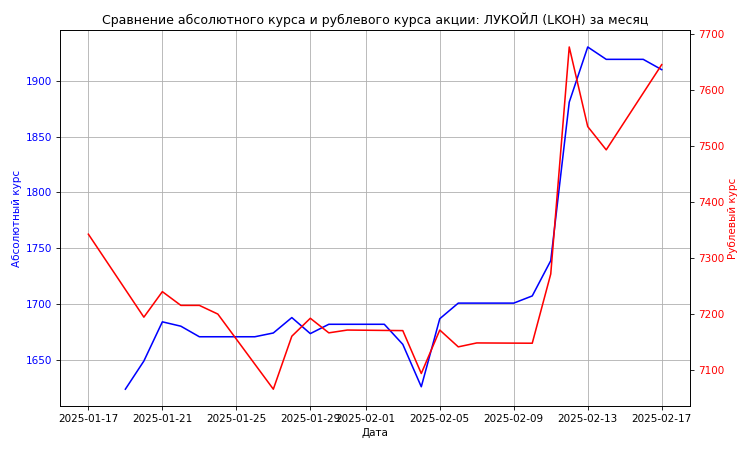 Сравнение абсолютного курса и рублевого курса акции: ЛУКОЙЛ (LKOH) за месяц
Абсолютный курс
1900
1850
1800
1750
1700
1650
7700
7600
7500
7400
7300
7200
7100
Рублевый курс
2025-01-17 2025-01-21 2025-01-25 2025-01-29 2025-02-01 2025-02-05 2025-02-09 2025-02-13 2025-02-17
Дата